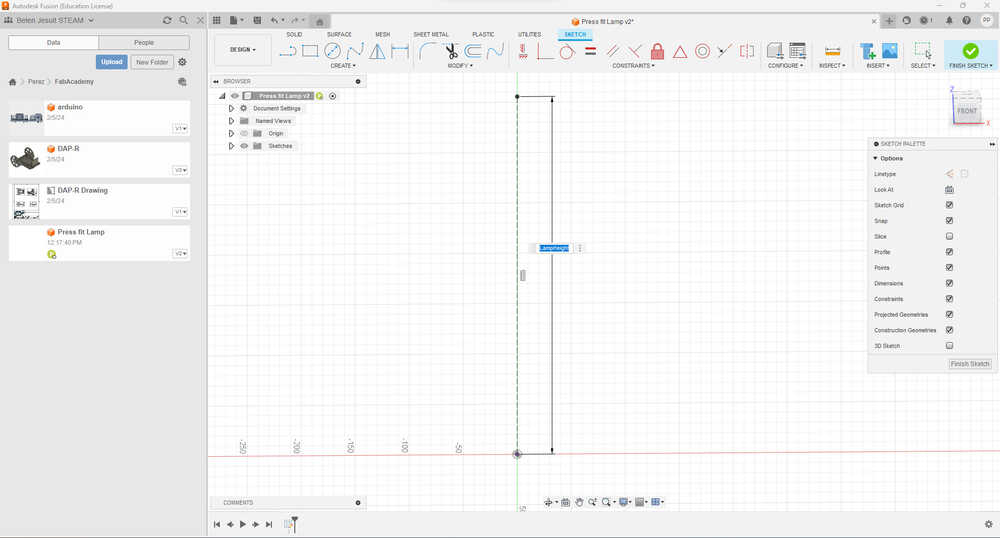 Autodesk Fusion (Education License)
Belen Jesuit STEAM
Press fit Lamp v2*
1
PP
Data
People
Upload
New Folder
Perez
FabAcademy
arduino
2/5/24
V1
DAP-R
2/5/24
DAP-R Drawing
2/5/24
V1
Press fit Lamp
12:17:40 PM
V2
SOLID
SURFACE
MESH
SHEET METAL
PLASTIC
UTILITIES
SKETCH
DESIGN
CREATE
MODIFY
CONSTRAINTS
CONFIGURE
INSPECT
INSERT
SELECT
FINISH SKETCH
BROWSER
Press fit Lamp v2
Document Settings
Named Views
Origin
Sketches
LampHeight
-250
-200
-150
-100
-50
Z
FRONT
X
SKETCH PALETTE
Options
Linetype
Look At
Sketch Grid
Snap
Slice
Profile
Points
Dimensions
Constraints
Projected Geometries
Construction Geometries
3D Sketch
Finish Sketch
COMMENTS